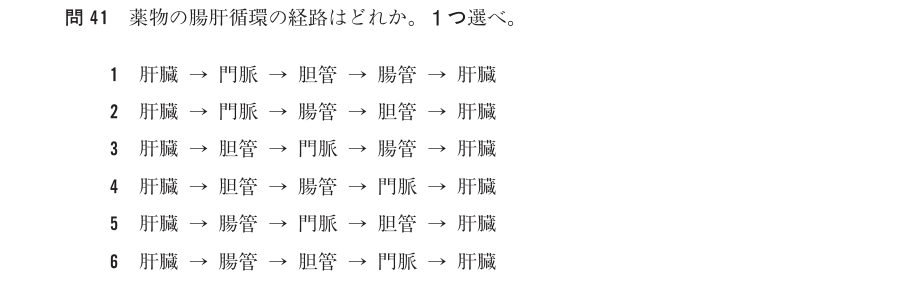 問 41 薬物の腸肝循環の経路はどれか。1つ選べ。
1 肝臓 → 門脈 → 胆管 → 腸管 → 肝臓
2 肝臓 → 門脈 → 腸管 → 胆管 → 肝臓
3 肝臓 → 胆管 → 門脈 → 腸管 → 肝臓
4 肝臓 → 胆管 → 腸管 → 門脈 → 肝臓
5 肝臓 → 腸管 → 門脈 → 胆管 → 肝臓
6 肝臓 → 腸管 → 胆管 → 門脈 → 肝臓